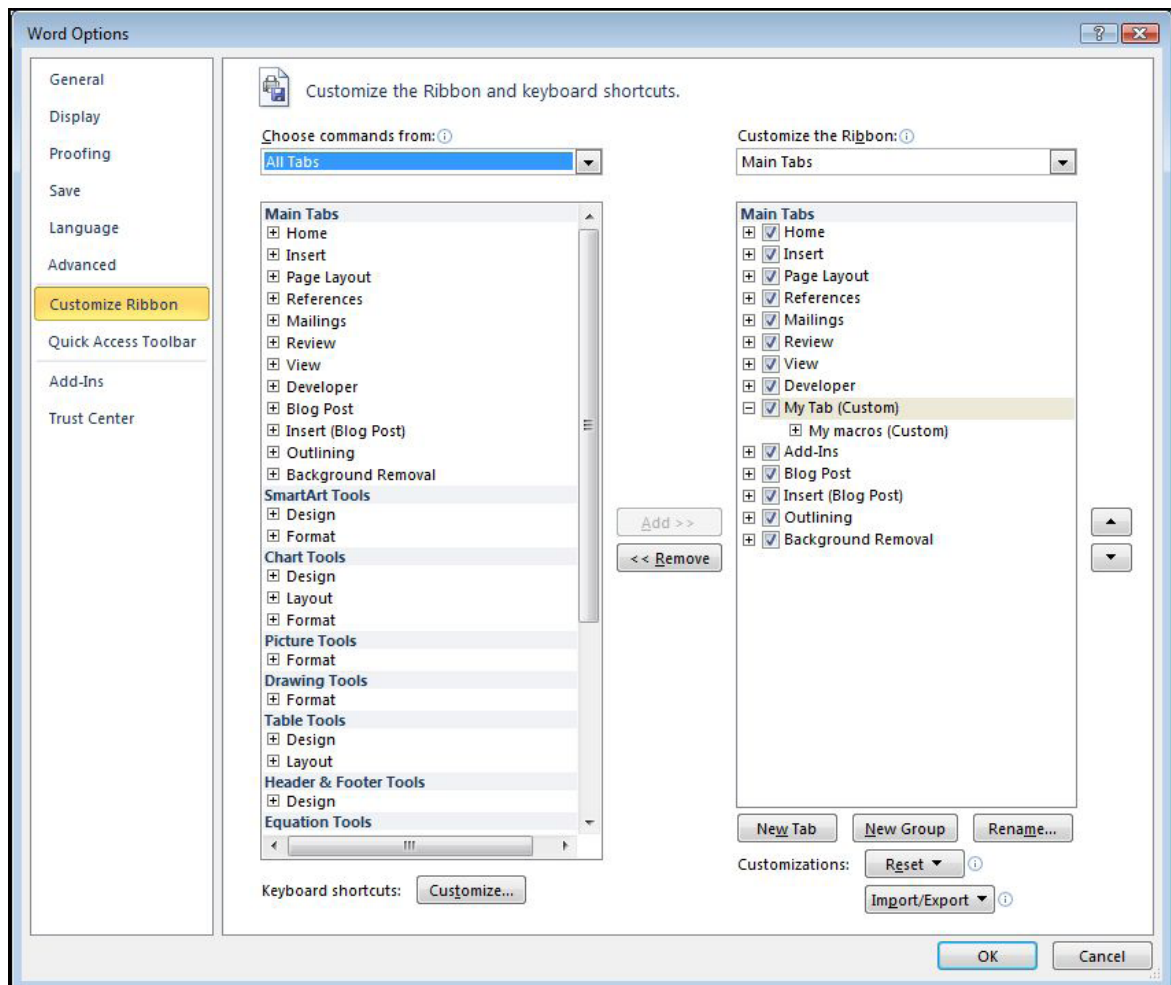 Word Options
General
Display
Proofing
Save
Language
Advanced
Customize Ribbon
Quick Access Toolbar
Add-Ins
Trust Center
Customize the Ribbon and keyboard shortcuts.
Choose commands from:
All Tabs
Main Tabs
Home
Insert
Page Layout
References
Mailings
Review
View
Developer
Blog Post
Insert (Blog Post)
Outlining
Background Removal
SmartArt Tools
Design
Format
Chart Tools
Design
Layout
Format
Picture Tools
Format
Drawing Tools
Format
Table Tools
Design
Layout
Header & Footer Tools
Design
Equation Tools
Keyboard shortcuts: Customize...
Add >>
<< Remove
Customize the Ribbon:
Main Tabs
Main Tabs
Home
Insert
Page Layout
References
Mailings
Review
View
Developer
My Tab (Custom)
My macros (Custom)
Add-Ins
Blog Post
Insert (Blog Post)
Outlining
Background Removal
New Tab New Group Rename...
Customizations: Reset
Import/Export
OK Cancel